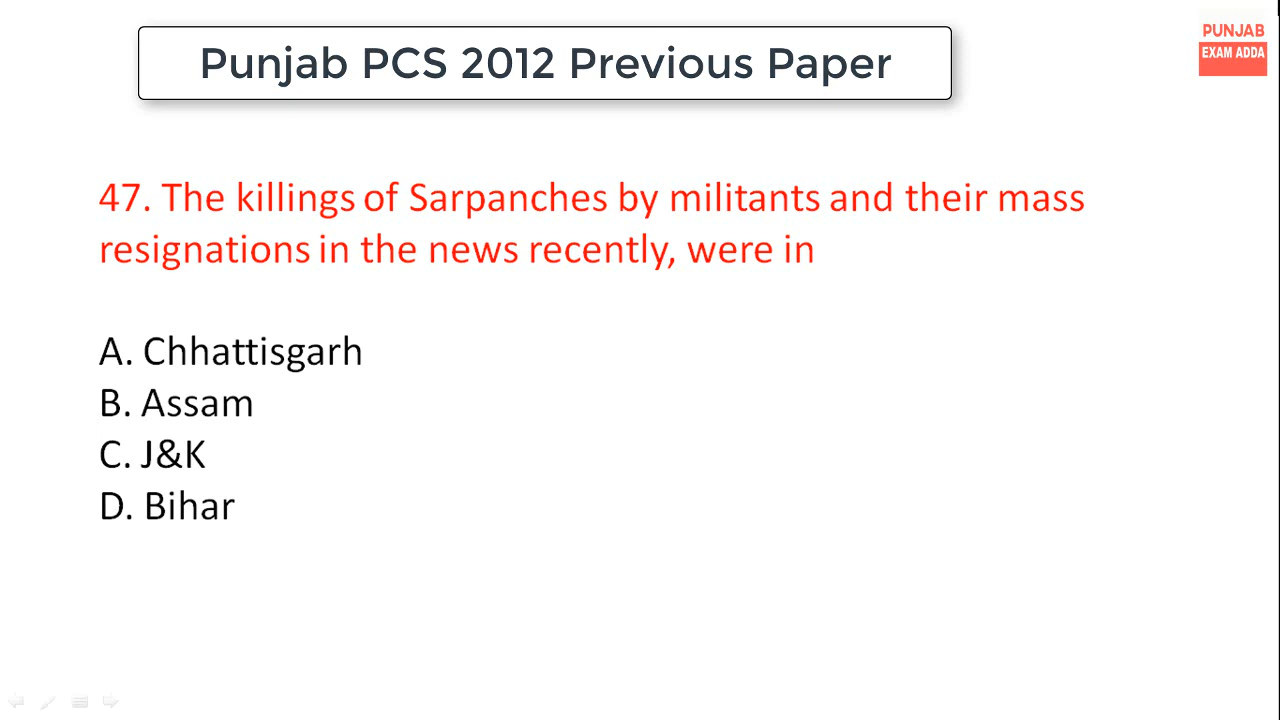 Punjab PCS 2012 Previous Paper
PUNJAB
EXAM ADDA
47. The killings of Sarpanches by militants and their mass
resignations in the news recently, were in
A. Chhattisgarh
B. Assam
C. J&K
D. Bihar